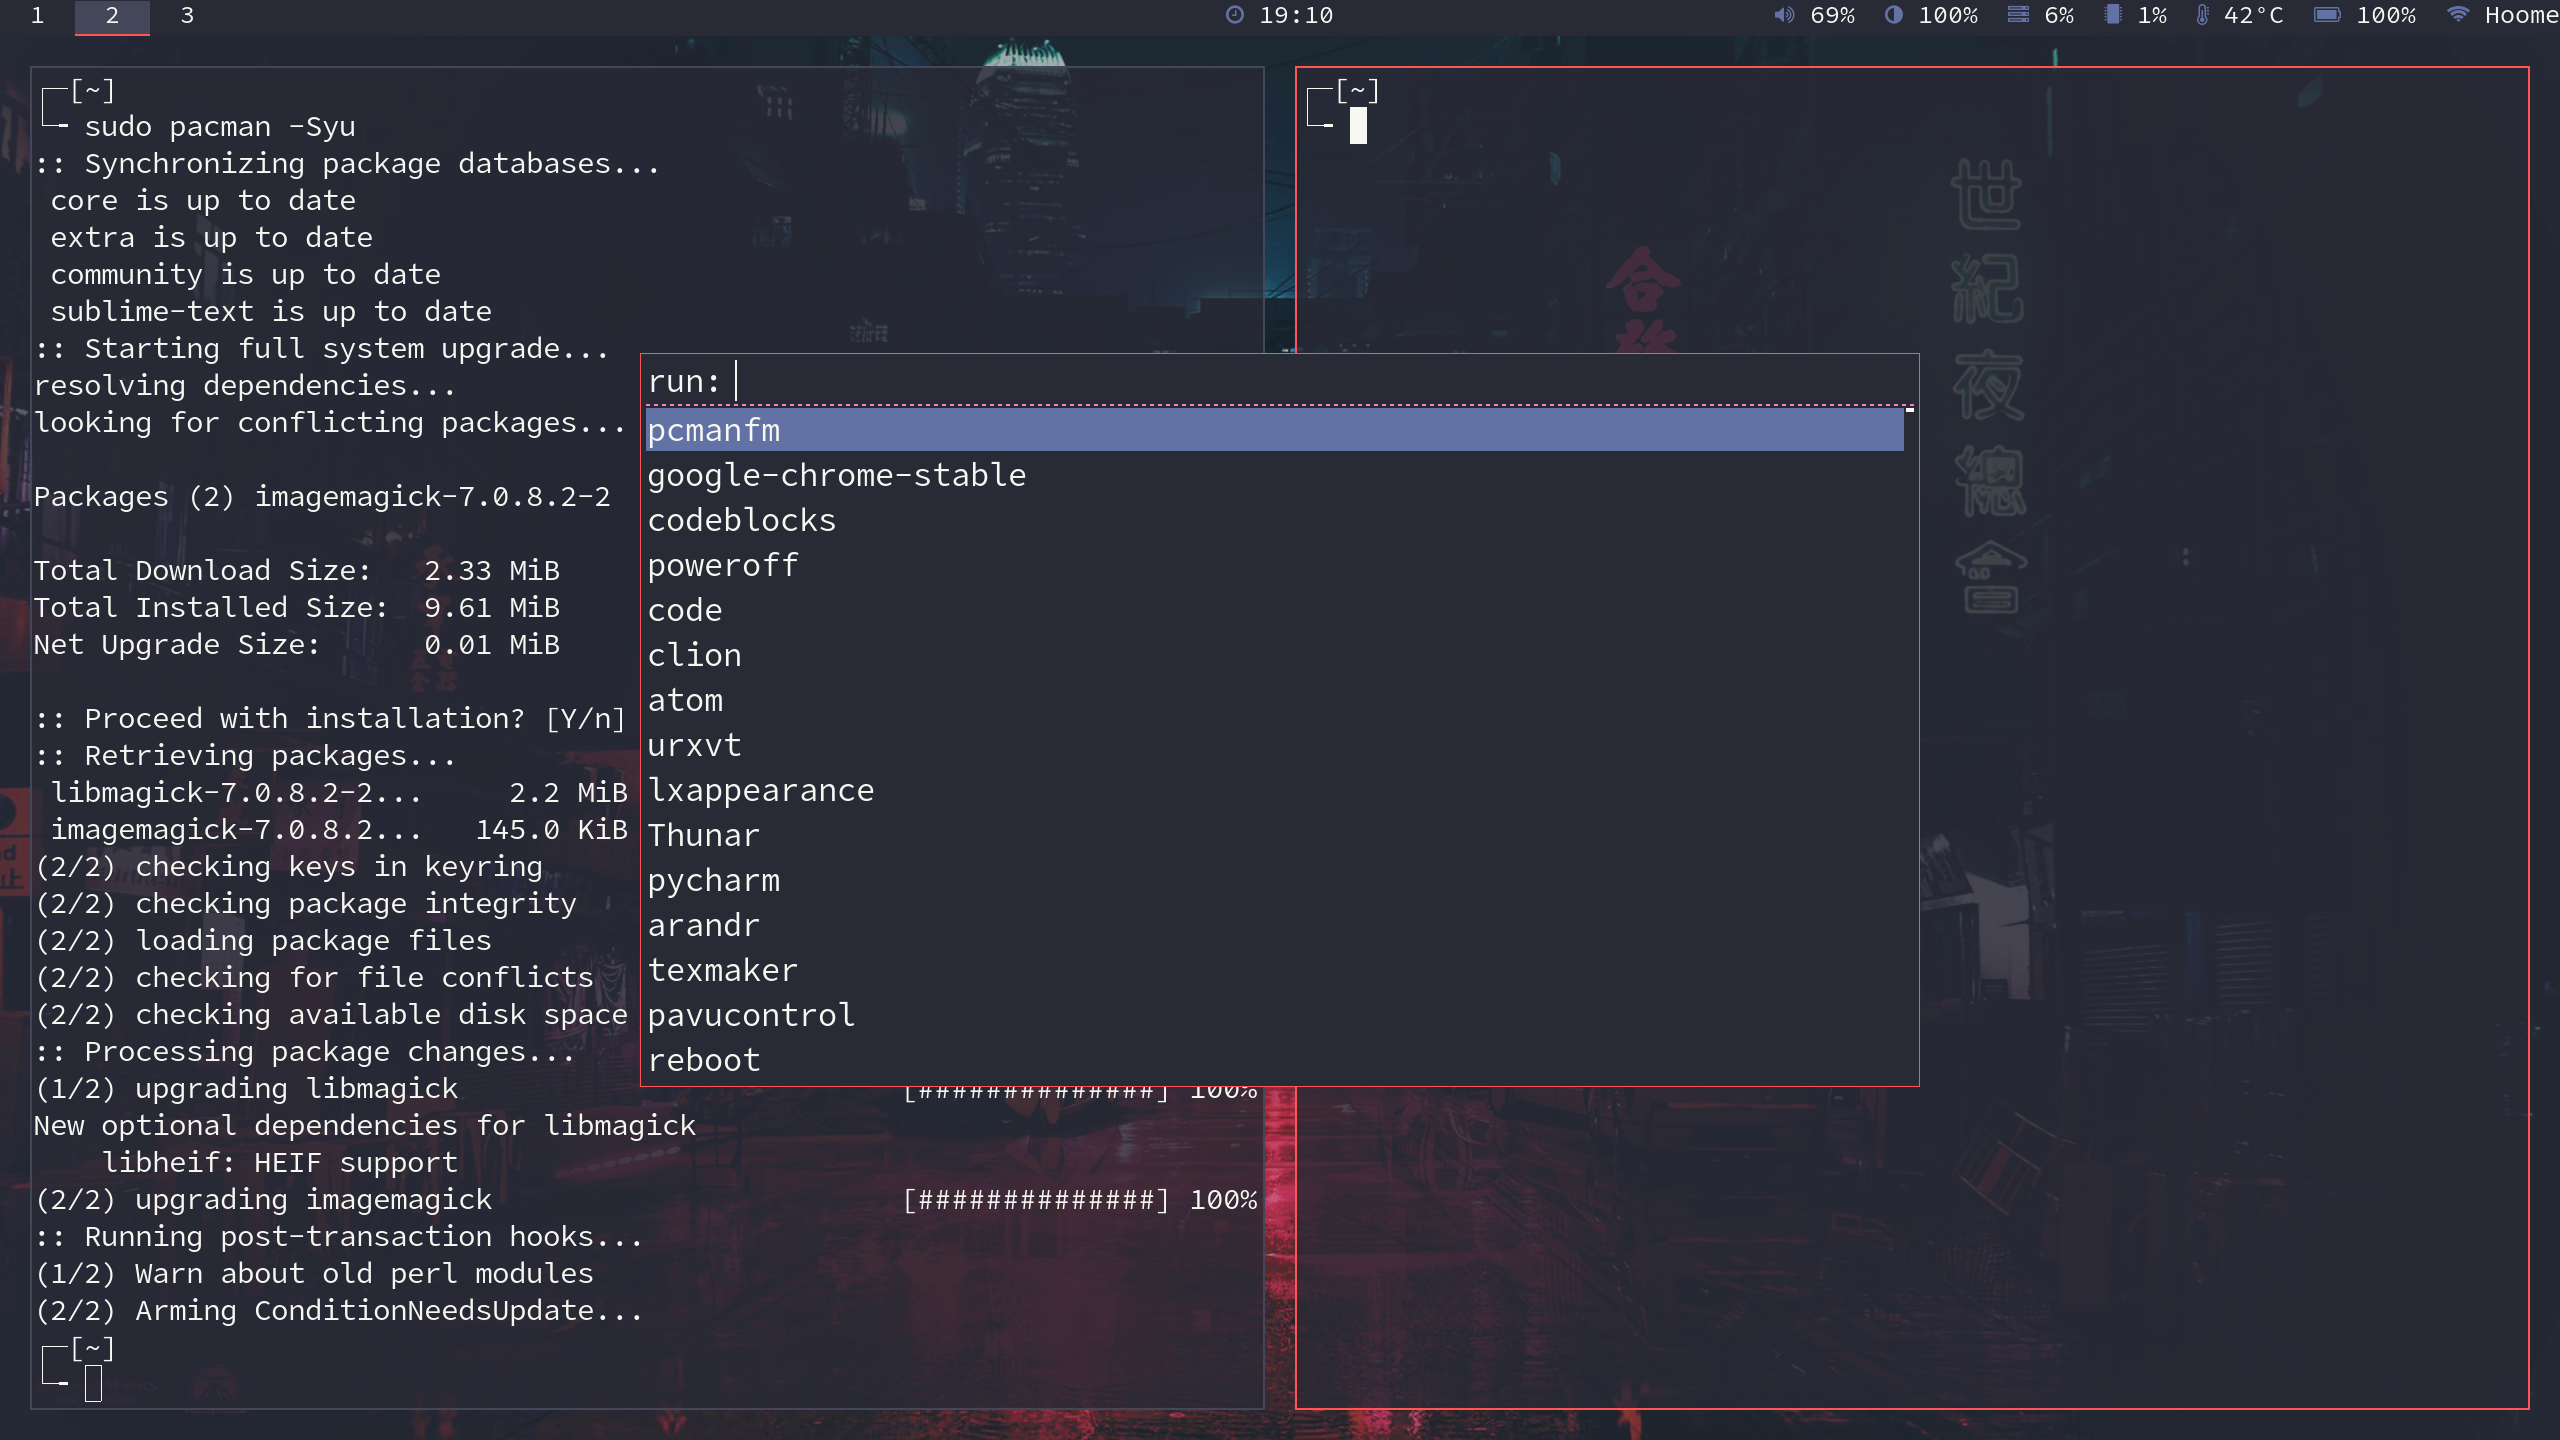 1 2 3 19:10 69% 100% 6% 1% 42°C 100% Hoome
[~]
sudo pacman -Syu
:: Synchronizing package databases...
core is up to date
extra is up to date
community is up to date
sublime-text is up to date
:: Starting full system upgrade...
resolving dependencies...
looking for conflicting packages...
Packages (2) imagemagick-7.0.8.2-2
Total Download Size: 2.33 MiB
Total Installed Size: 9.61 MiB
Net Upgrade Size: 0.01 MiB
:: Proceed with installation? [Y/n]
:: Retrieving packages...
libmagick-7.0.8.2-2... 2.2 MiB
imagemagick-7.0.8.2... 145.0 KiB
(2/2) checking keys in keyring
(2/2) checking package integrity
(2/2) loading package files
(2/2) checking for file conflicts
(2/2) checking available disk space
:: Processing package changes...
(1/2) upgrading libmagick [##############] 100%
New optional dependencies for libmagick
libheif: HEIF support
(2/2) upgrading imagemagick [##############] 100%
:: Running post-transaction hooks...
(1/2) Warn about old perl modules
(2/2) Arming ConditionNeedsUpdate...
[~]
run:
pcmanfm
google-chrome-stable
codeblocks
poweroff
code
clion
atom
urxvt
lxappearance
Thunar
pycharm
arandr
texmaker
pavucontrol
reboot
[~]
世紀夜總會